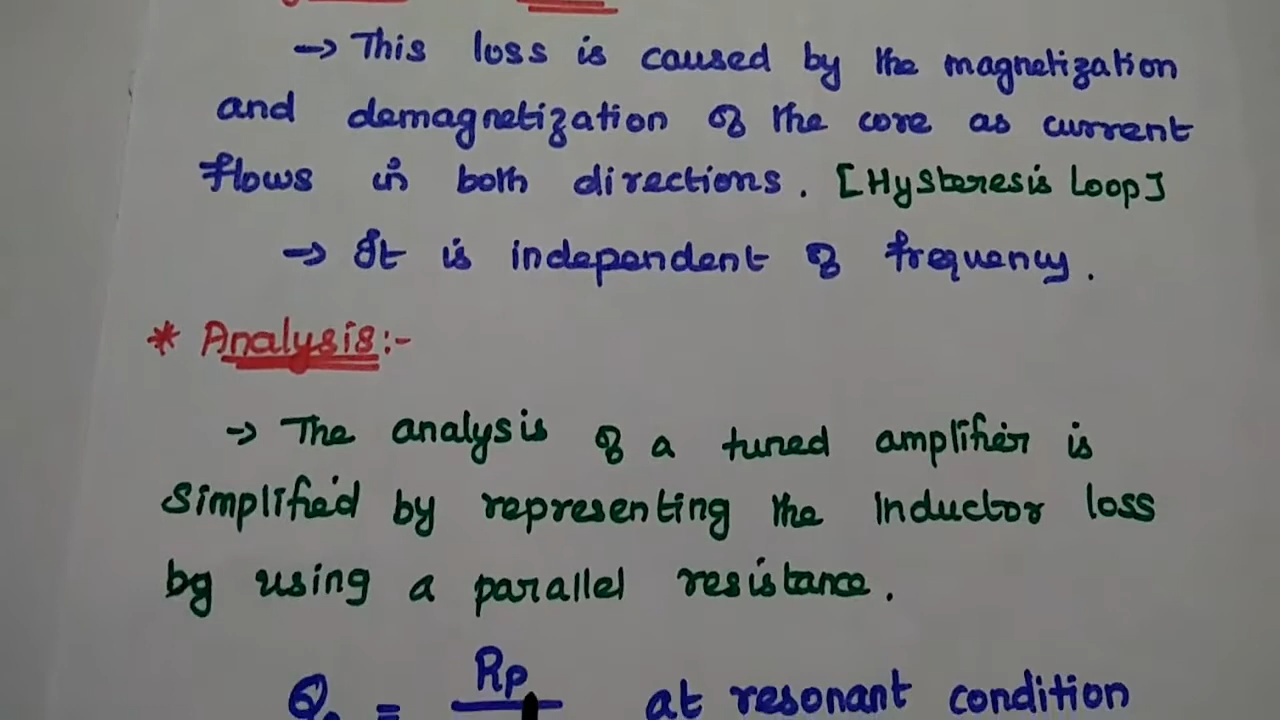 → This loss is caused by the magnetization
and demagnetization of the core as current
flows in both directions. [Hysteresis Loop]
→ It is independent of frequency.
* Analysis:-
→ The analysis of a tuned amplifier is
simplified by representing the inductor loss
by using a parallel resistance.
= Rp at resonant condition